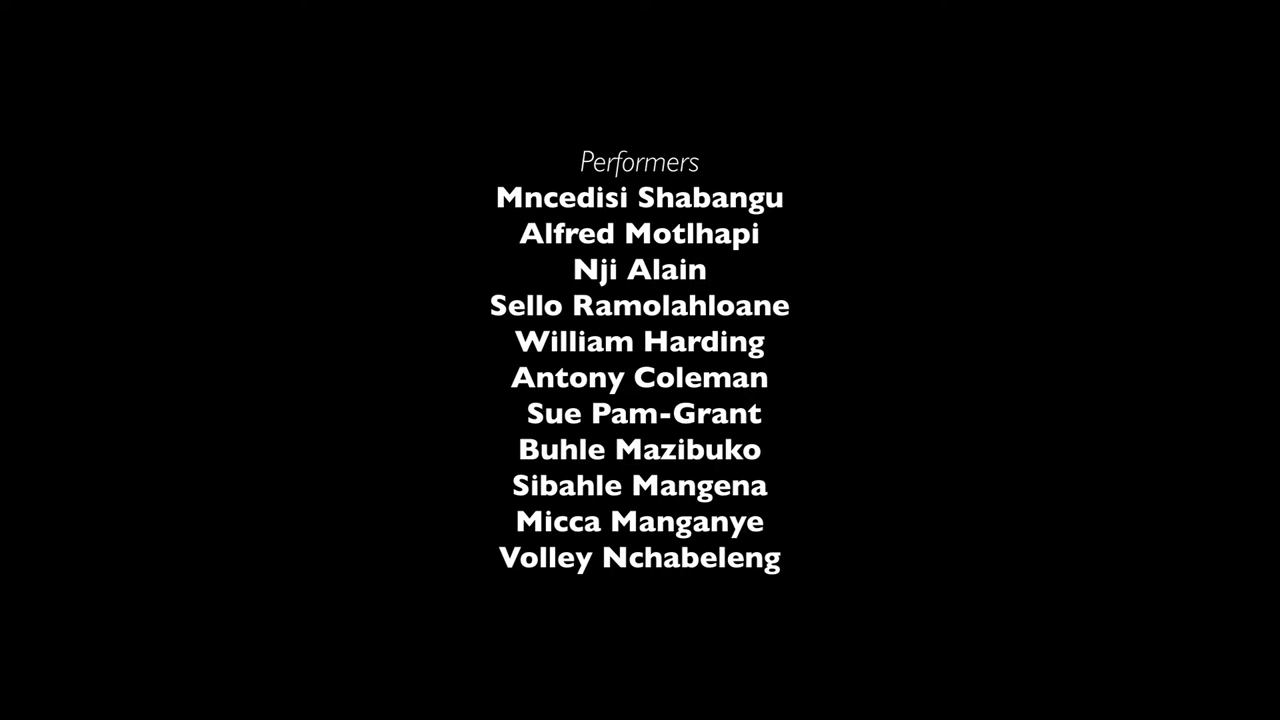 Performers
Mncedisi Shabangu
Alfred Motlhapi
Nji Alain
Sello Ramolahloane
William Harding
Antony Coleman
Sue Pam-Grant
Buhle Mazibuko
Sibahle Mangena
Micca Manganye
Volley Nchabeleng